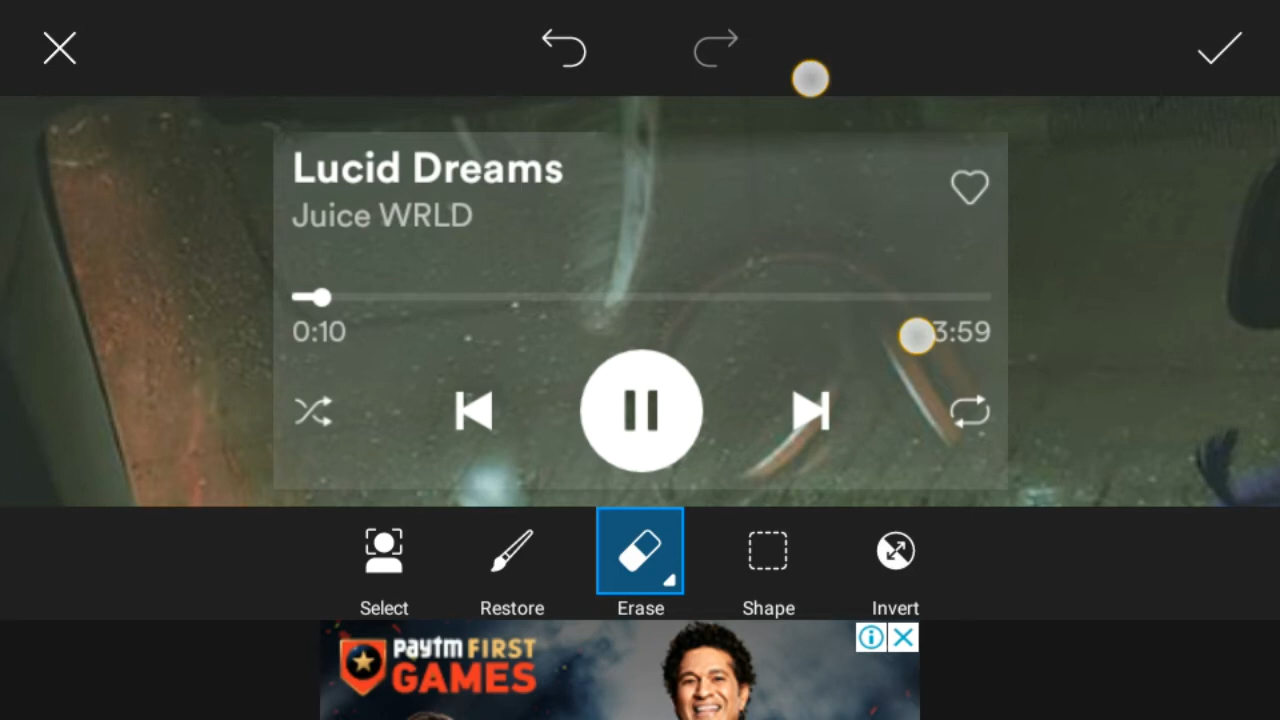 Lucid Dreams
Juice WRLD
0:10 3:59
Select Restore Erase Shape Invert
paytm FIRST
GAMES